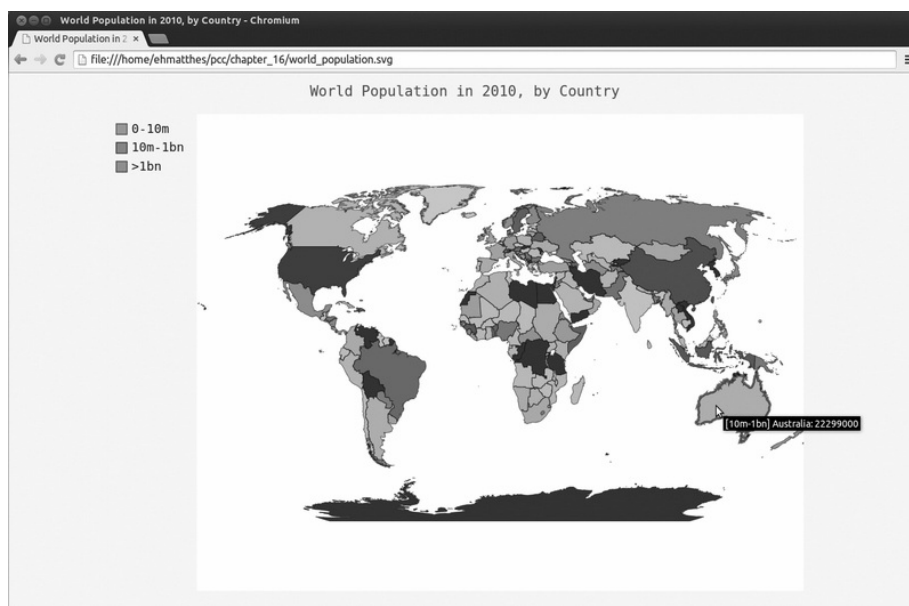 World Population in 2010, by Country - Chromium
World Population in 2
file:///home/ehmatthes/pcc/chapter_16/world_population.svg
World Population in 2010, by Country
0-10m
10m-1bn
>1bn
[10m-1bn] Australia: 22299000